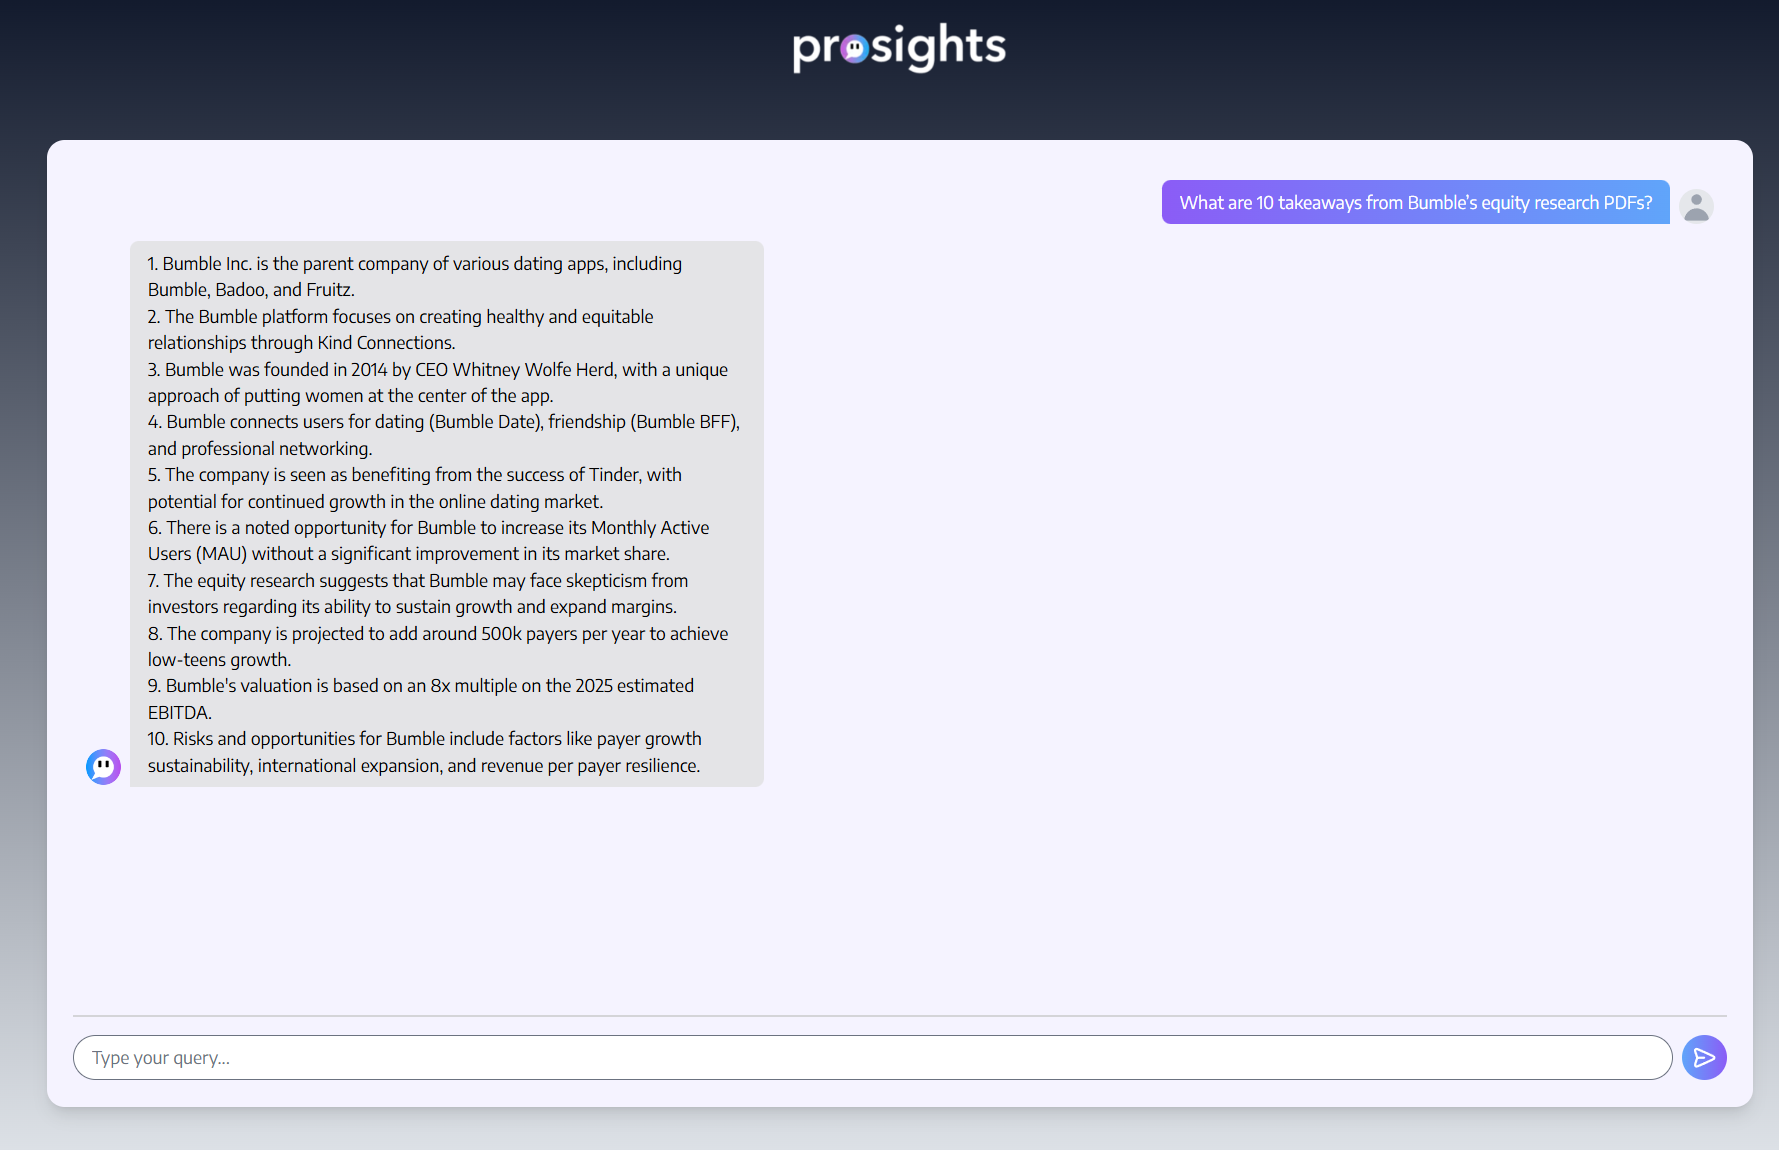 prosights
What are 10 takeaways from Bumble’s equity research PDFs?
1. Bumble Inc. is the parent company of various dating apps, including
Bumble, Badoo, and Fruitz.
2. The Bumble platform focuses on creating healthy and equitable
relationships through Kind Connections.
3. Bumble was founded in 2014 by CEO Whitney Wolfe Herd, with a unique
approach of putting women at the center of the app.
4. Bumble connects users for dating (Bumble Date), friendship (Bumble BFF),
and professional networking.
5. The company is seen as benefiting from the success of Tinder, with
potential for continued growth in the online dating market.
6. There is a noted opportunity for Bumble to increase its Monthly Active
Users (MAU) without a significant improvement in its market share.
7. The equity research suggests that Bumble may face skepticism from
investors regarding its ability to sustain growth and expand margins.
8. The company is projected to add around 500k payers per year to achieve
low-teens growth.
9. Bumble's valuation is based on an 8x multiple on the 2025 estimated
EBITDA.
10. Risks and opportunities for Bumble include factors like payer growth
sustainability, international expansion, and revenue per payer resilience.
Type your query...